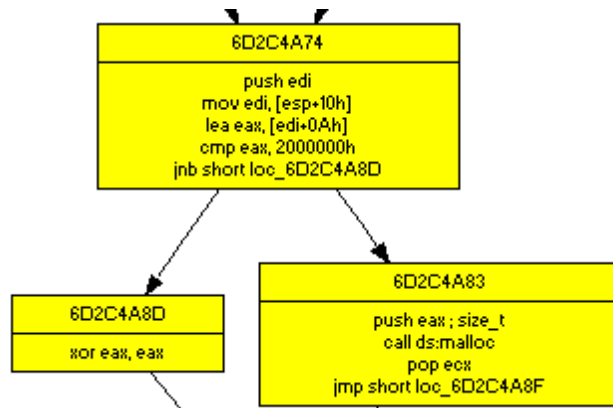 6D2C4A74
push edi
mov edi, [esp+10h]
lea eax, [edi+0Ah]
cmp eax, 2000000h
jnb short loc_6D2C4A8D
6D2C4A8D
xor eax, eax
6D2C4A83
push eax ; size_t
call ds:malloc
pop ecx
jmp short loc_6D2C4A8F